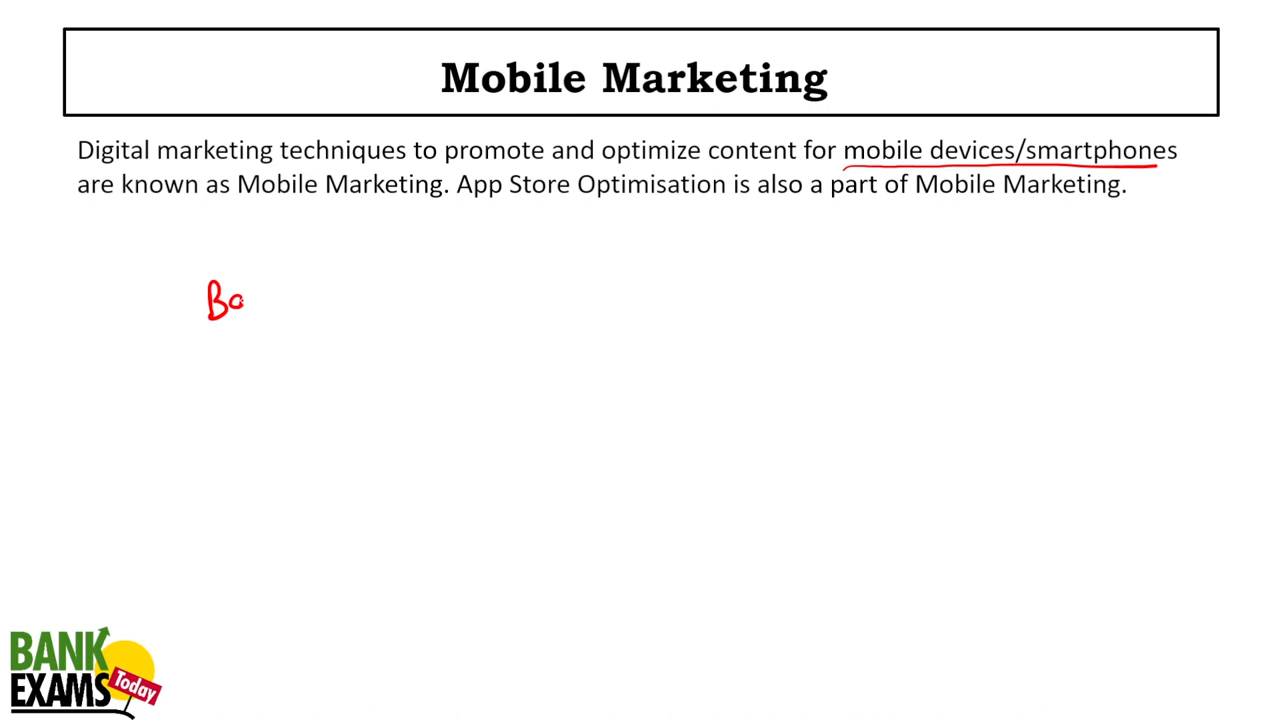 Mobile Marketing
Digital marketing techniques to promote and optimize content for mobile devices/smartphones
are known as Mobile Marketing. App Store Optimisation is also a part of Mobile Marketing.
Ba
BANK
EXAMS
Today